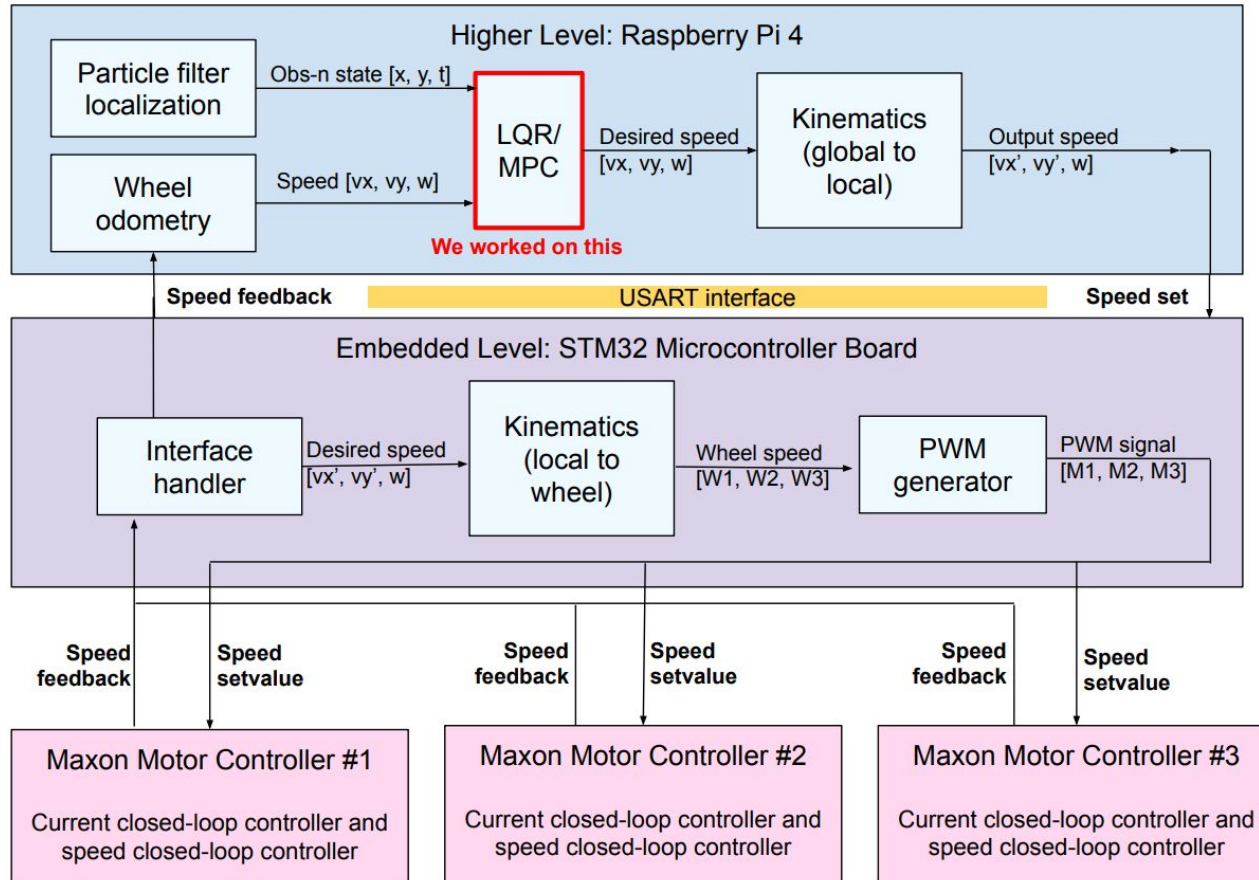 Higher Level: Raspberry Pi 4
Particle filter
localization
Obs-n state [x, y, t]
LQR/
MPC
Desired speed
[vx, vy, w]
Kinematics
(global to
local)
Output speed
[vx’, vy’, w]
Wheel
odometry
Speed [vx, vy, w]
We worked on this
Speed feedback
USART interface
Speed set
Embedded Level: STM32 Microcontroller Board
Interface
handler
Desired speed
[vx’, vy’, w]
Kinematics
(local to
wheel)
Wheel speed
[W1, W2, W3]
PWM
generator
PWM signal
[M1, M2, M3]
Speed
feedback
Speed
setvalue
Speed
feedback
Speed
setvalue
Speed
feedback
Speed
setvalue
Maxon Motor Controller #1
Current closed-loop controller and
speed closed-loop controller
Maxon Motor Controller #2
Current closed-loop controller and
speed closed-loop controller
Maxon Motor Controller #3
Current closed-loop controller and
speed closed-loop controller